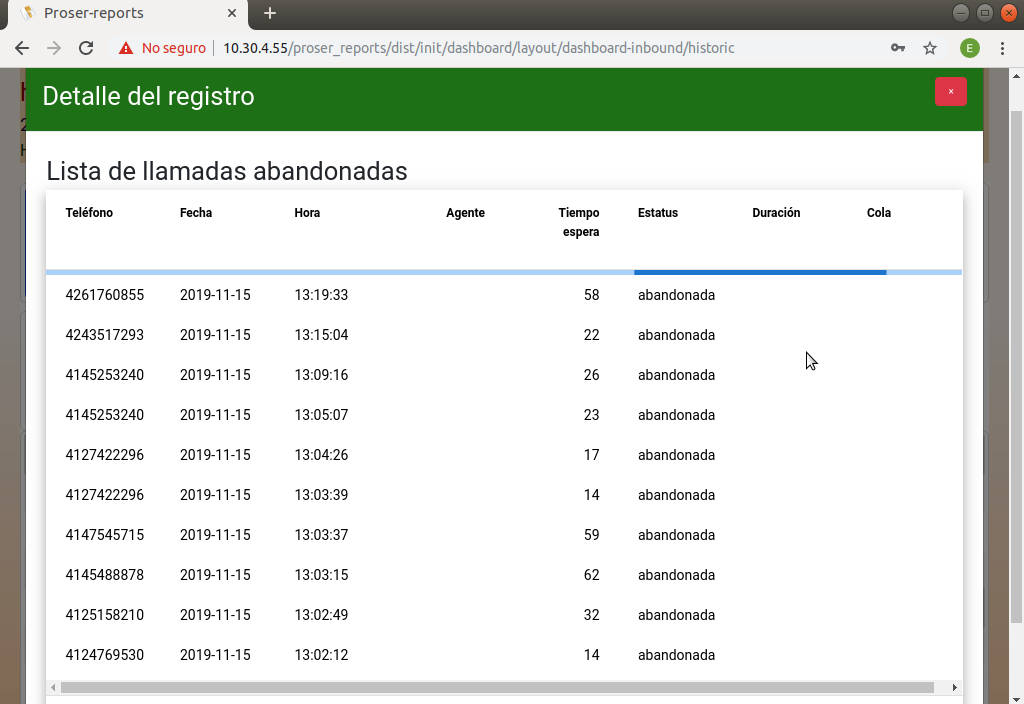 Proser-reports
No seguro
10.30.4.55/proser_reports/dist/init/dashboard/layout/dashboard-inbound/historic
E
Detalle del registro
×
Lista de llamadas abandonadas
Teléfono Fecha Hora Agente Tiempo espera Estatus Duración Cola
4261760855 2019-11-15 13:19:33 58 abandonada
4243517293 2019-11-15 13:15:04 22 abandonada
4145253240 2019-11-15 13:09:16 26 abandonada
4145253240 2019-11-15 13:05:07 23 abandonada
4127422296 2019-11-15 13:04:26 17 abandonada
4127422296 2019-11-15 13:03:39 14 abandonada
4147545715 2019-11-15 13:03:37 59 abandonada
4145488878 2019-11-15 13:03:15 62 abandonada
4125158210 2019-11-15 13:02:49 32 abandonada
4124769530 2019-11-15 13:02:12 14 abandonada